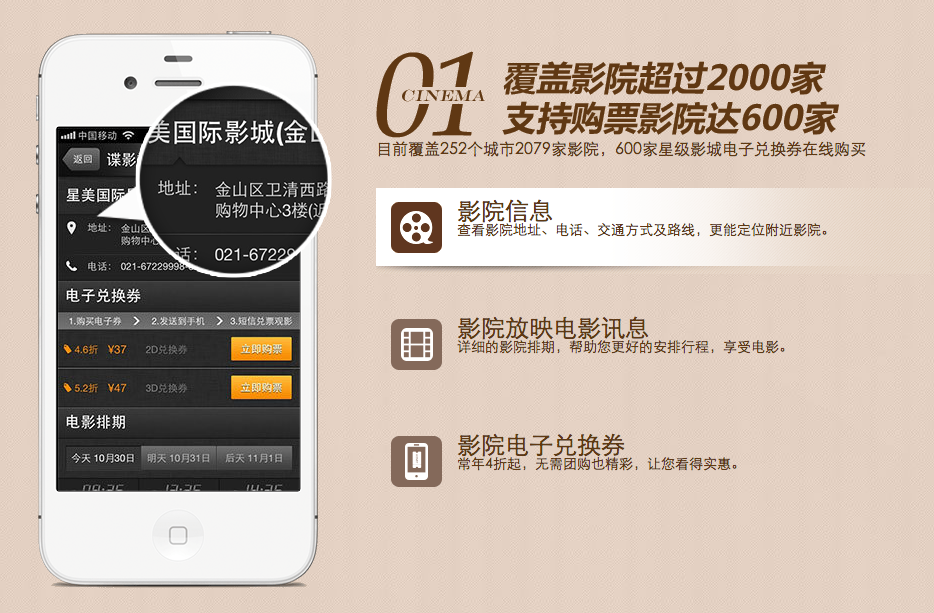 中国移动
返回
谍影
星美国际
地址：
金山区
购物中心
电话：
021-67229998-
美国际影城(金山
地址：
金山区卫清西路
购物中心3楼(近
话：
021-67229
电子兑换券
1.购买电子券
2.发送到手机
3.短信兑票观影
4.6折
¥37
2D兑换券
立即购票
5.2折
¥47
3D兑换券
立即购票
电影排期
今天 10月30日
明天 10月31日
后天 11月1日
01
CINEMA
覆盖影院超过2000家
支持购票影院达600家
目前覆盖252个城市2079家影院，600家星级影城电子兑换券在线购买
影院信息
查看影院地址、电话、交通方式及路线，更能定位附近影院。
影院放映电影讯息
详细的影院排期，帮助您更好的安排行程，享受电影。
影院电子兑换券
常年4折起，无需团购也精彩，让您看得实惠。